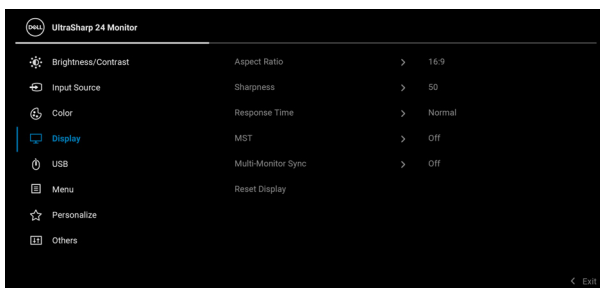 DELL UltraSharp 24 Monitor
Brightness/Contrast Aspect Ratio > 16:9
Input Source Sharpness > 50
Color Response Time > Normal
Display MST > Off
USB Multi-Monitor Sync > Off
Menu Reset Display
Personalize
Others
< Exit